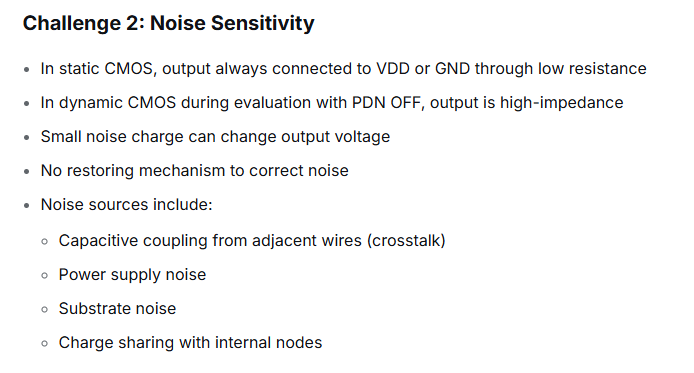 Challenge 2: Noise Sensitivity
In static CMOS, output always connected to VDD or GND through low resistance
In dynamic CMOS during evaluation with PDN OFF, output is high-impedance
Small noise charge can change output voltage
No restoring mechanism to correct noise
Noise sources include:
Capacitive coupling from adjacent wires (crosstalk)
Power supply noise
Substrate noise
Charge sharing with internal nodes